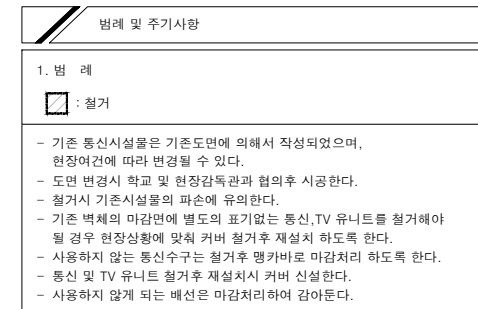 범례 및 주기사항
1. 범 례
: 철거
- 기존 통신시설물은 기존도면에 의해서 작성되었으며,
현장여건에 따라 변경될 수 있다.
- 도면 변경시 학교 및 현장감독관과 협의후 시공한다.
- 철거시 기존시설물의 파손에 유의한다.
- 기존 벽체의 마감면에 별도의 표기없는 통신,TV 유니트를 철거해야
될 경우 현장상황에 맞춰 커버 철거후 재설치 하도록 한다.
- 사용하지 않는 통신수구는 철거후 맹카바로 마감처리 하도록 한다.
- 통신 및 TV 유니트 철거후 재설치시 커버 신설한다.
- 사용하지 않게 되는 배선은 마감처리하여 감아둔다.